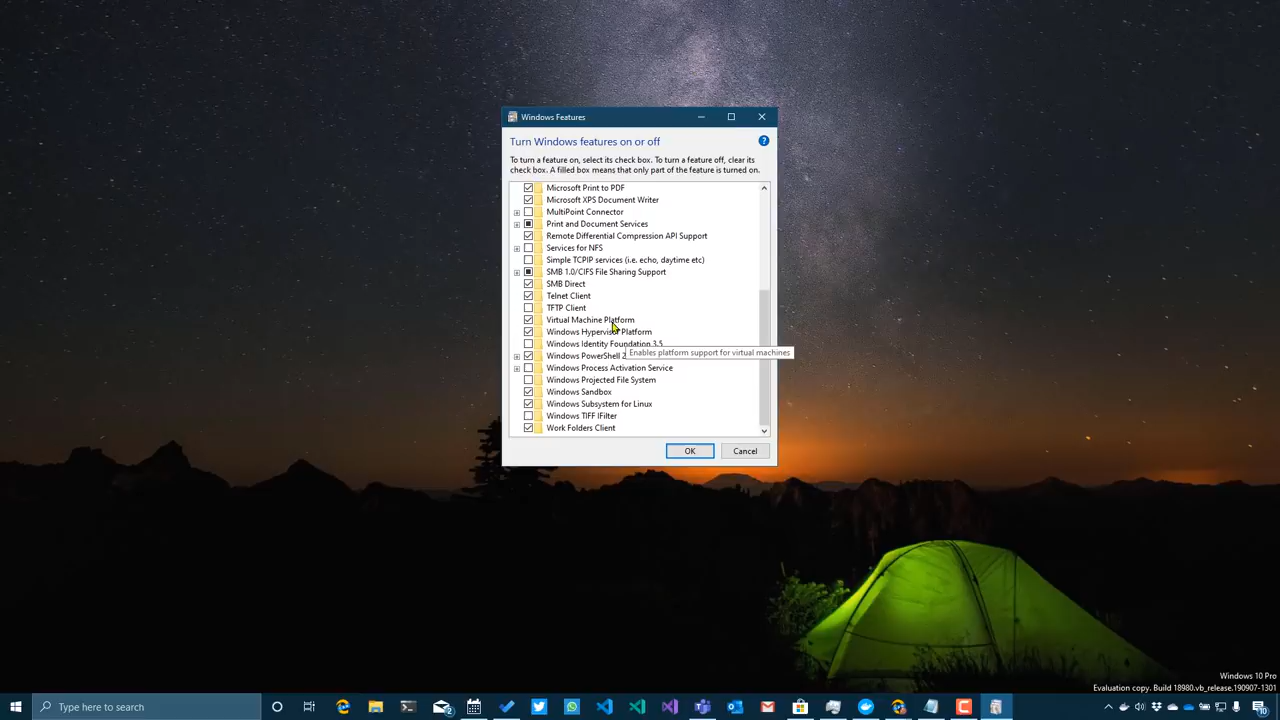 Windows Features
Turn Windows features on or off
To turn a feature on, select its check box. To turn a feature off, clear its
check box. A filled box means that only part of the feature is turned on.
Microsoft Print to PDF
Microsoft XPS Document Writer
MultiPoint Connector
Print and Document Services
Remote Differential Compression API Support
Services for NFS
Simple TCPIP services (i.e. echo, daytime etc)
SMB 1.0/CIFS File Sharing Support
SMB Direct
Telnet Client
TFTP Client
Virtual Machine Platform
Windows Hypervisor Platform
Windows Identity Foundation 3.5
Enables platform support for virtual machines
Windows PowerShell 2
Windows Process Activation Service
Windows Projected File System
Windows Sandbox
Windows Subsystem for Linux
Windows TIFF IFilter
Work Folders Client
OK Cancel
Windows 10 Pro
Evaluation copy. Build 18980.vb_release.190907-1301
Type here to search